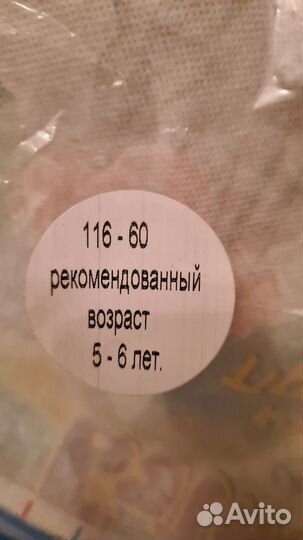 116 - 60
рекомендованный
возраст
5 - 6 лет.
Avito